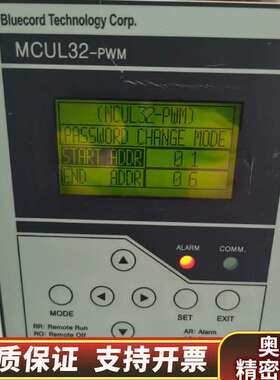 Bluecord Technology Corp.
MCUL32-PWM
(MCUL32-PWM)
PASSWORD CHANGE MODE
START ADDR 01
END ADDR 06
ALARM COMM.
MODE SET EXIT
RR: Remote Run
RG: Remote Off
AR: Alarm
质保证 支持开票
奥
精密